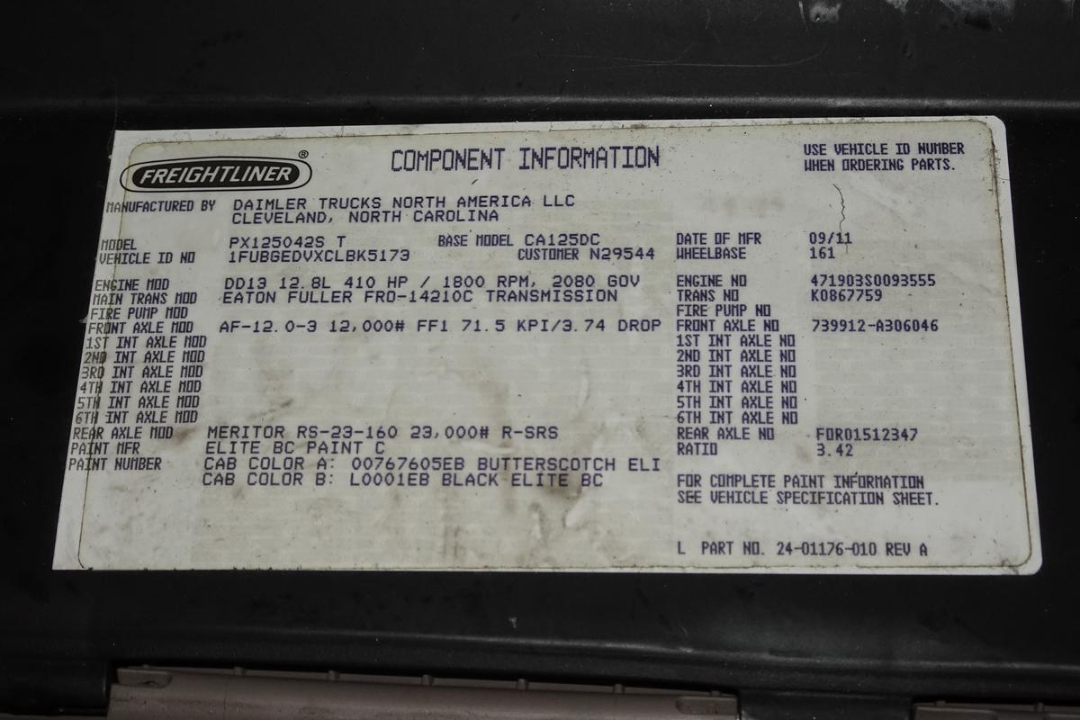 FREIGHTLINER®
COMPONENT INFORMATION
USE VEHICLE ID NUMBER
WHEN ORDERING PARTS.
MANUFACTURED BY DAIMLER TRUCKS NORTH AMERICA LLC
CLEVELAND, NORTH CAROLINA
MODEL PX125042S T BASE MODEL CA125DC DATE OF MFR 09/11
VEHICLE ID NO 1FUBGEDVXCLBK5173 CUSTOMER N29544 WHEELBASE 161
ENGINE MOD DD13 12.8L 410 HP / 1800 RPM, 2080 GOV ENGINE NO 471903S0093555
MAIN TRANS MOD EATON FULLER FRO-14210C TRANSMISSION TRANS NO K0867759
FIRE PUMP MOD FIRE PUMP NO
FRONT AXLE MOD AF-12.0-3 12,000# FF1 71.5 KPI/3.74 DROP FRONT AXLE NO 739912-A306046
1ST INT AXLE MOD 1ST INT AXLE NO
2ND INT AXLE MOD 2ND INT AXLE NO
3RD INT AXLE MOD 3RD INT AXLE NO
4TH INT AXLE MOD 4TH INT AXLE NO
5TH INT AXLE MOD 5TH INT AXLE NO
6TH INT AXLE MOD 6TH INT AXLE NO
REAR AXLE MOD MERITOR RS-23-160 23,000# R-SRS REAR AXLE NO FOR01512347
PAINT MFR ELITE BC PAINT C RATIO 3.42
PAINT NUMBER CAB COLOR A: 00767605EB BUTTERSCOTCH ELI
CAB COLOR B: L0001EB BLACK ELITE BC
FOR COMPLETE PAINT INFORMATION
SEE VEHICLE SPECIFICATION SHEET.
L PART NO. 24-01176-010 REV A